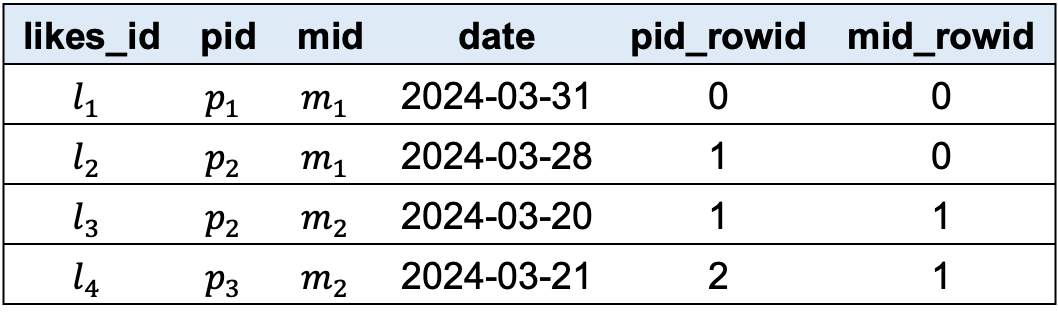 likes_id pid mid date pid_rowid mid_rowid
l₁ p₁ m₁ 2024-03-31 0 0
l₂ p₂ m₁ 2024-03-28 1 0
l₃ p₂ m₂ 2024-03-20 1 1
l₄ p₃ m₂ 2024-03-21 2 1